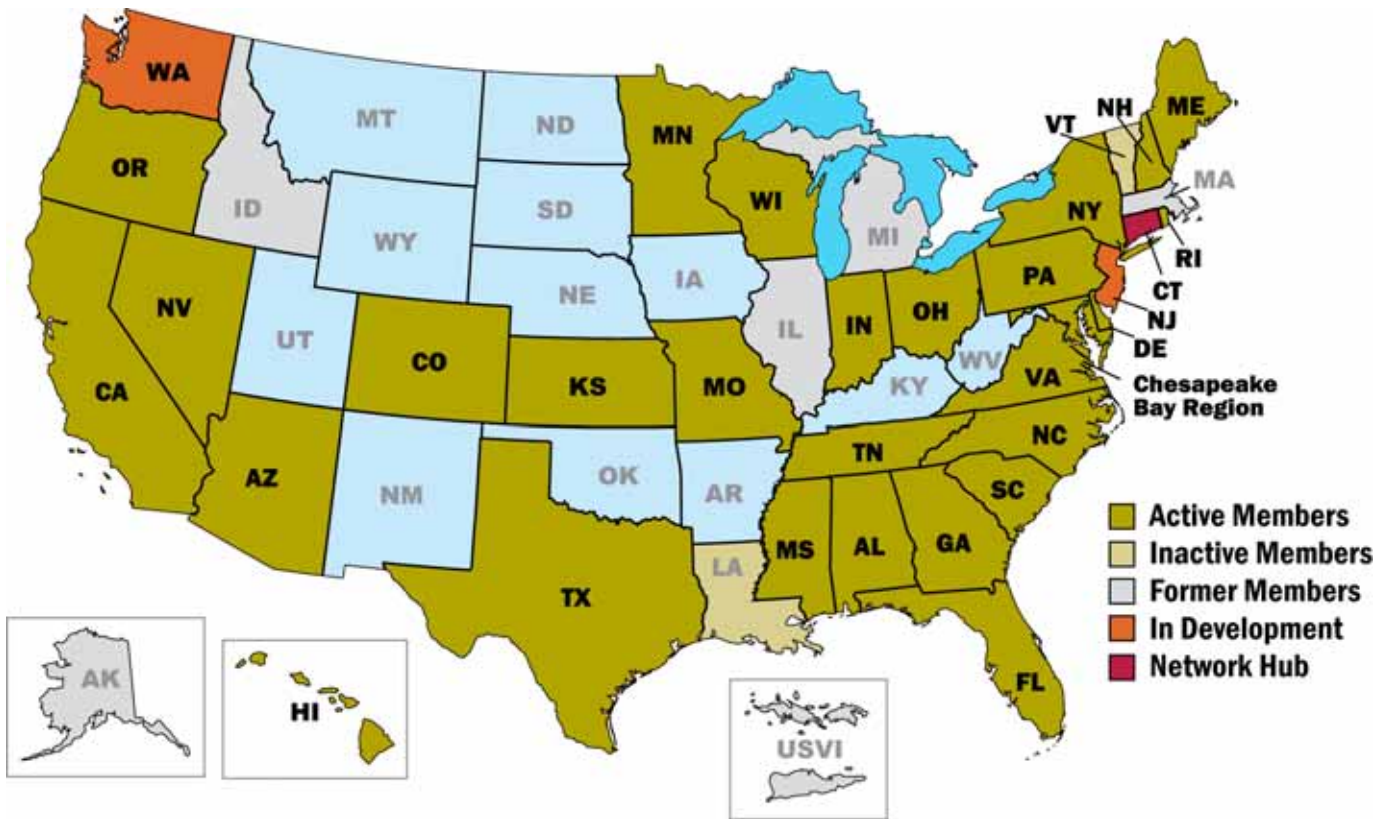 WA
MT
ND
MN
VT
NH
ME
OR
ID
SD
WI
MA
WY
MI
NY
RI
NV
UT
NE
IA
PA
CT
NJ
IL
IN
OH
DE
CA
CO
KS
MO
KY
WV
VA
Chesapeake
Bay Region
AZ
NM
OK
AR
TN
NC
SC
MS
AL
GA
TX
LA
FL
Active Members
Inactive Members
Former Members
In Development
Network Hub
AK
HI
USVI